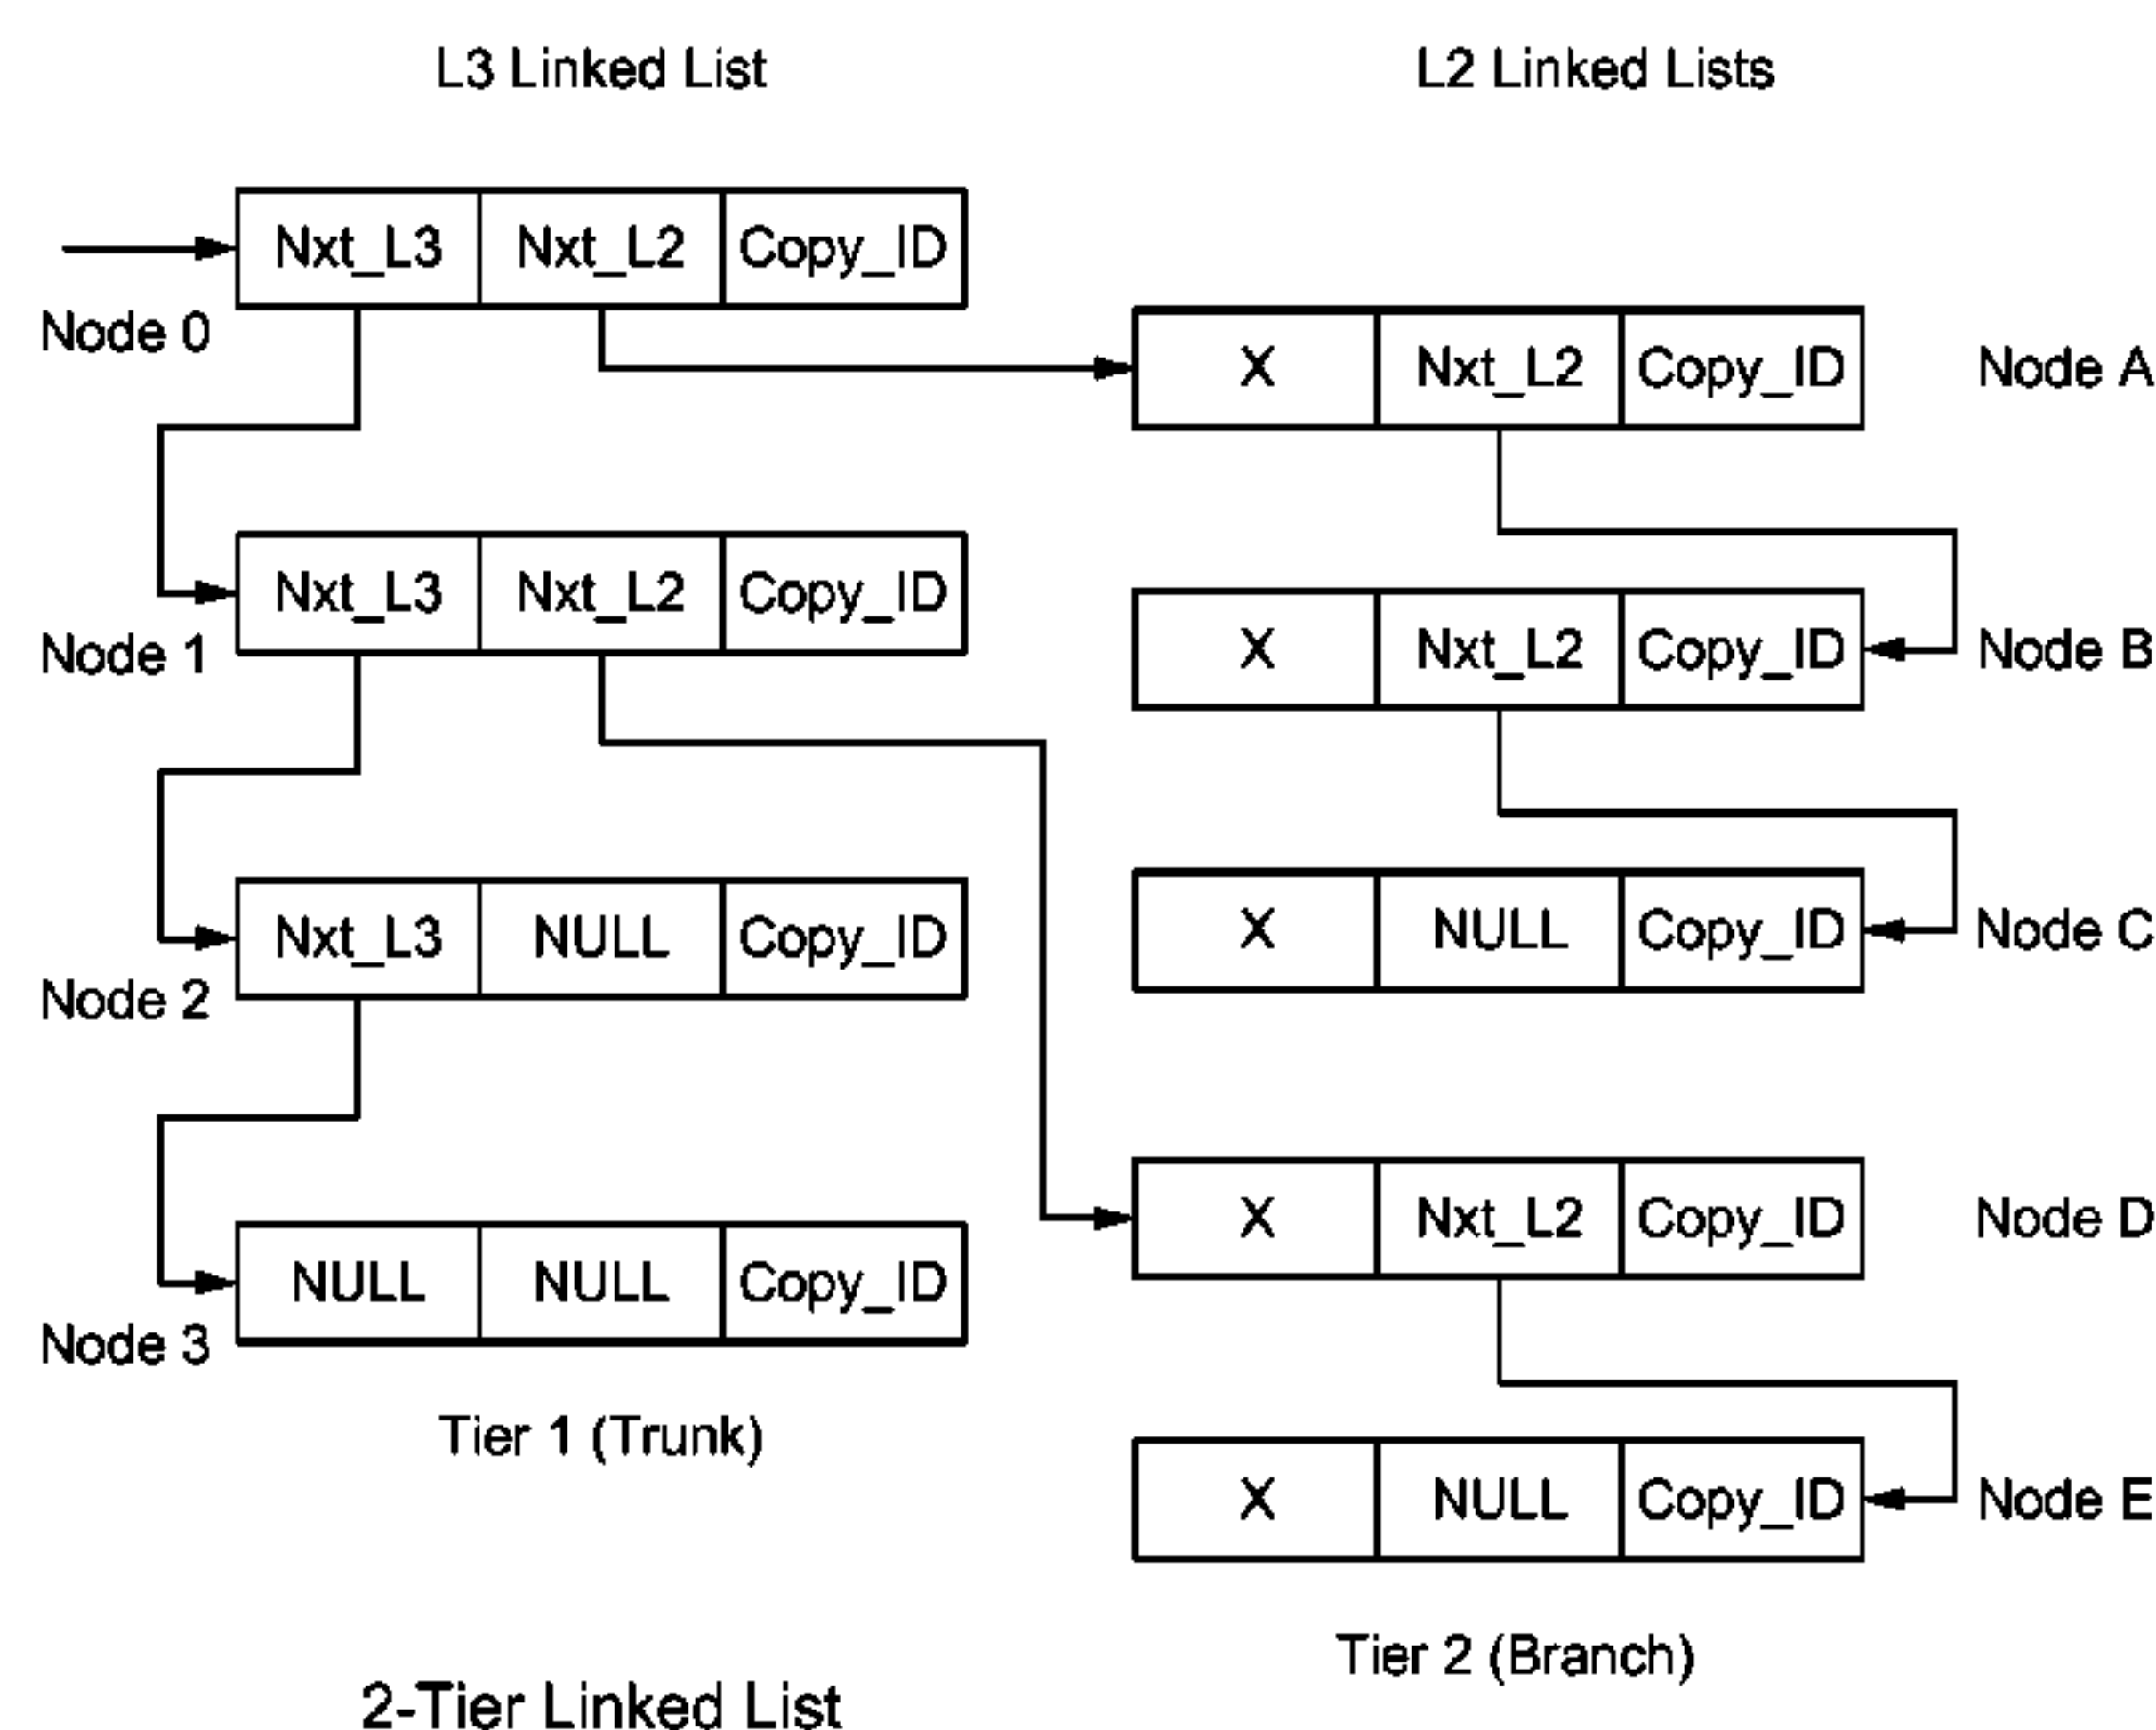 L3 Linked List
L2 Linked Lists
Nxt_L3 Nxt_L2 Copy_ID
Node 0
X Nxt_L2 Copy_ID Node A
Nxt_L3 Nxt_L2 Copy_ID
Node 1
X Nxt_L2 Copy_ID Node B
Nxt_L3 NULL Copy_ID
Node 2
X NULL Copy_ID Node C
NULL NULL Copy_ID
Node 3
X Nxt_L2 Copy_ID Node D
Tier 1 (Trunk)
X NULL Copy_ID Node E
Tier 2 (Branch)
2-Tier Linked List